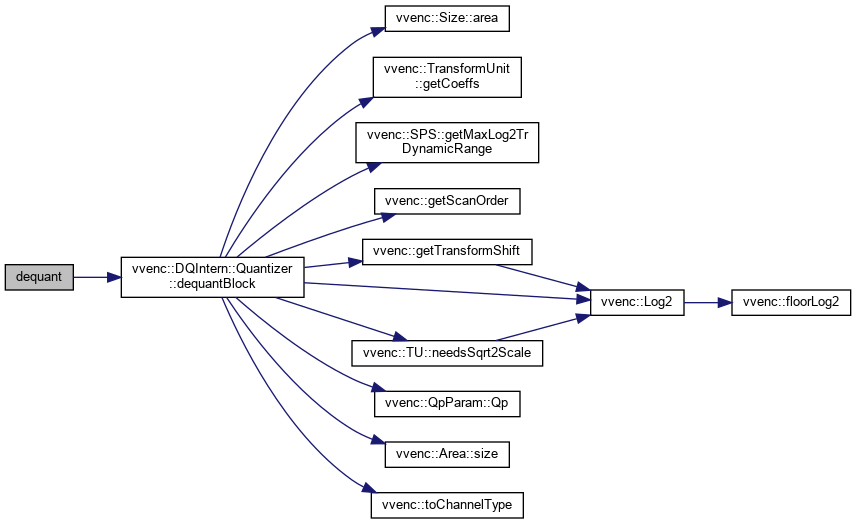 dequant
vvenc::DQIntern::Quantizer
::dequantBlock
vvenc::Size::area
vvenc::TransformUnit
::getCoeffs
vvenc::SPS::getMaxLog2Tr
DynamicRange
vvenc::getScanOrder
vvenc::getTransformShift
vvenc::Log2
vvenc::floorLog2
vvenc::TU::needsSqrt2Scale
vvenc::QpParam::Qp
vvenc::Area::size
vvenc::toChannelType